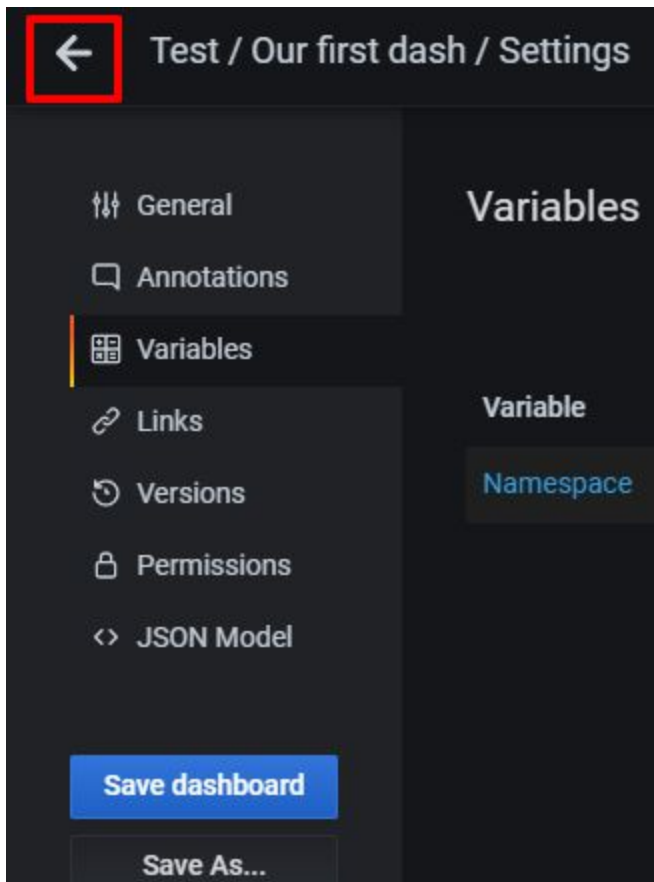 Test / Our first dash / Settings
General
Annotations
Variables
Links
Versions
Permissions
JSON Model
Save dashboard
Save As...
Variables
Variable
Namespace